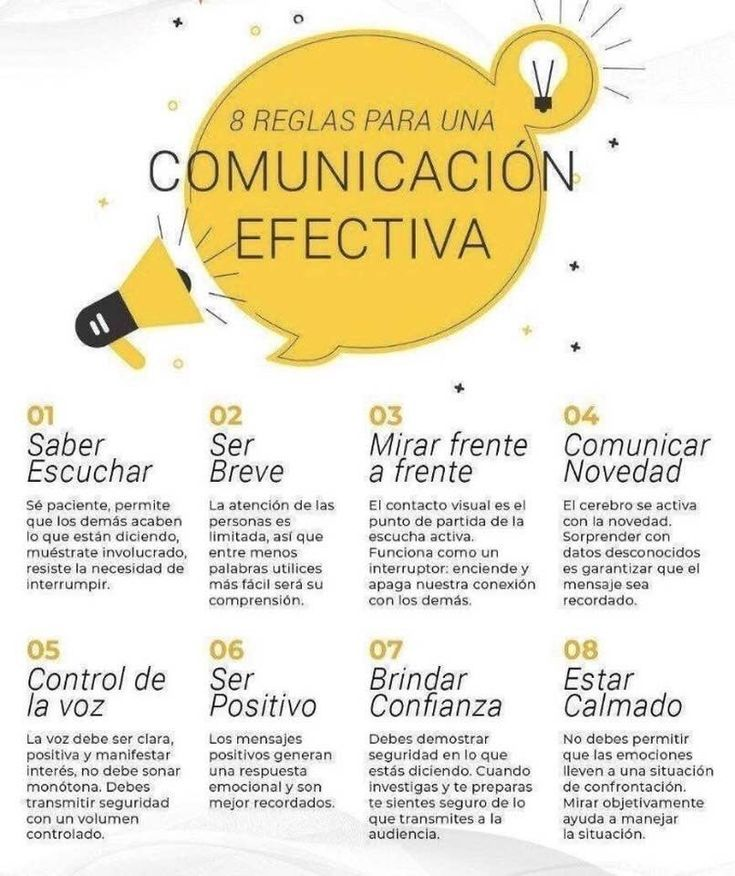 8 REGLAS PARA UNA
COMUNICACIÓN
EFECTIVA
01
Saber
Escuchar
Sé paciente, permite
que los demás acaben
lo que están diciendo,
muéstrate involucrado,
resiste la necesidad de
interrumpir.
02
Ser
Breve
La atención de las
personas es
limitada, así que
entre menos
palabras utilices
más fácil será su
comprensión.
03
Mirar frente
a frente
El contacto visual es el
punto de partida de la
escucha activa.
Funciona como un
interruptor: enciende y
apaga nuestra conexión
con los demás.
04
Comunicar
Novedad
El cerebro se activa
con la novedad.
Sorprender con
datos desconocidos
es garantizar que el
mensaje sea
recordado.
05
Control de
la voz
La voz debe ser clara,
positiva y manifestar
interés, no debe sonar
monótona. Debes
transmitir seguridad
con un volumen
controlado.
06
Ser
Positivo
Los mensajes
positivos generan
una respuesta
emocional y son
mejor recordados.
07
Brindar
Confianza
Debes demostrar
seguridad en lo que
estás diciendo. Cuando
investigas y te preparas
te sientes seguro de lo
que transmites a la
audiencia.
08
Estar
Calmado
No debes permitir
que las emociones
lleven a una situación
de confrontación.
Mirar objetivamente
ayuda a manejar
la situación.